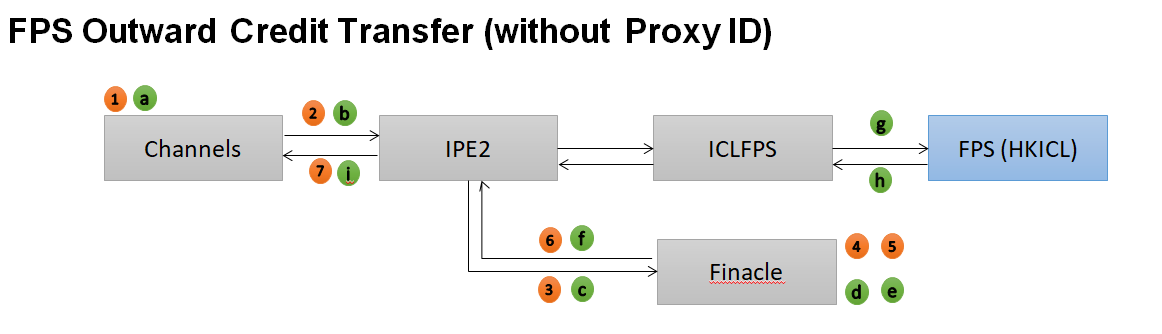 FPS Outward Credit Transfer (without Proxy ID)
1 a
2 b
g
Channels
IPE2
ICLFPS
FPS (HKICL)
7 i
h
6 f
4 5
Finacle
3 c
d e